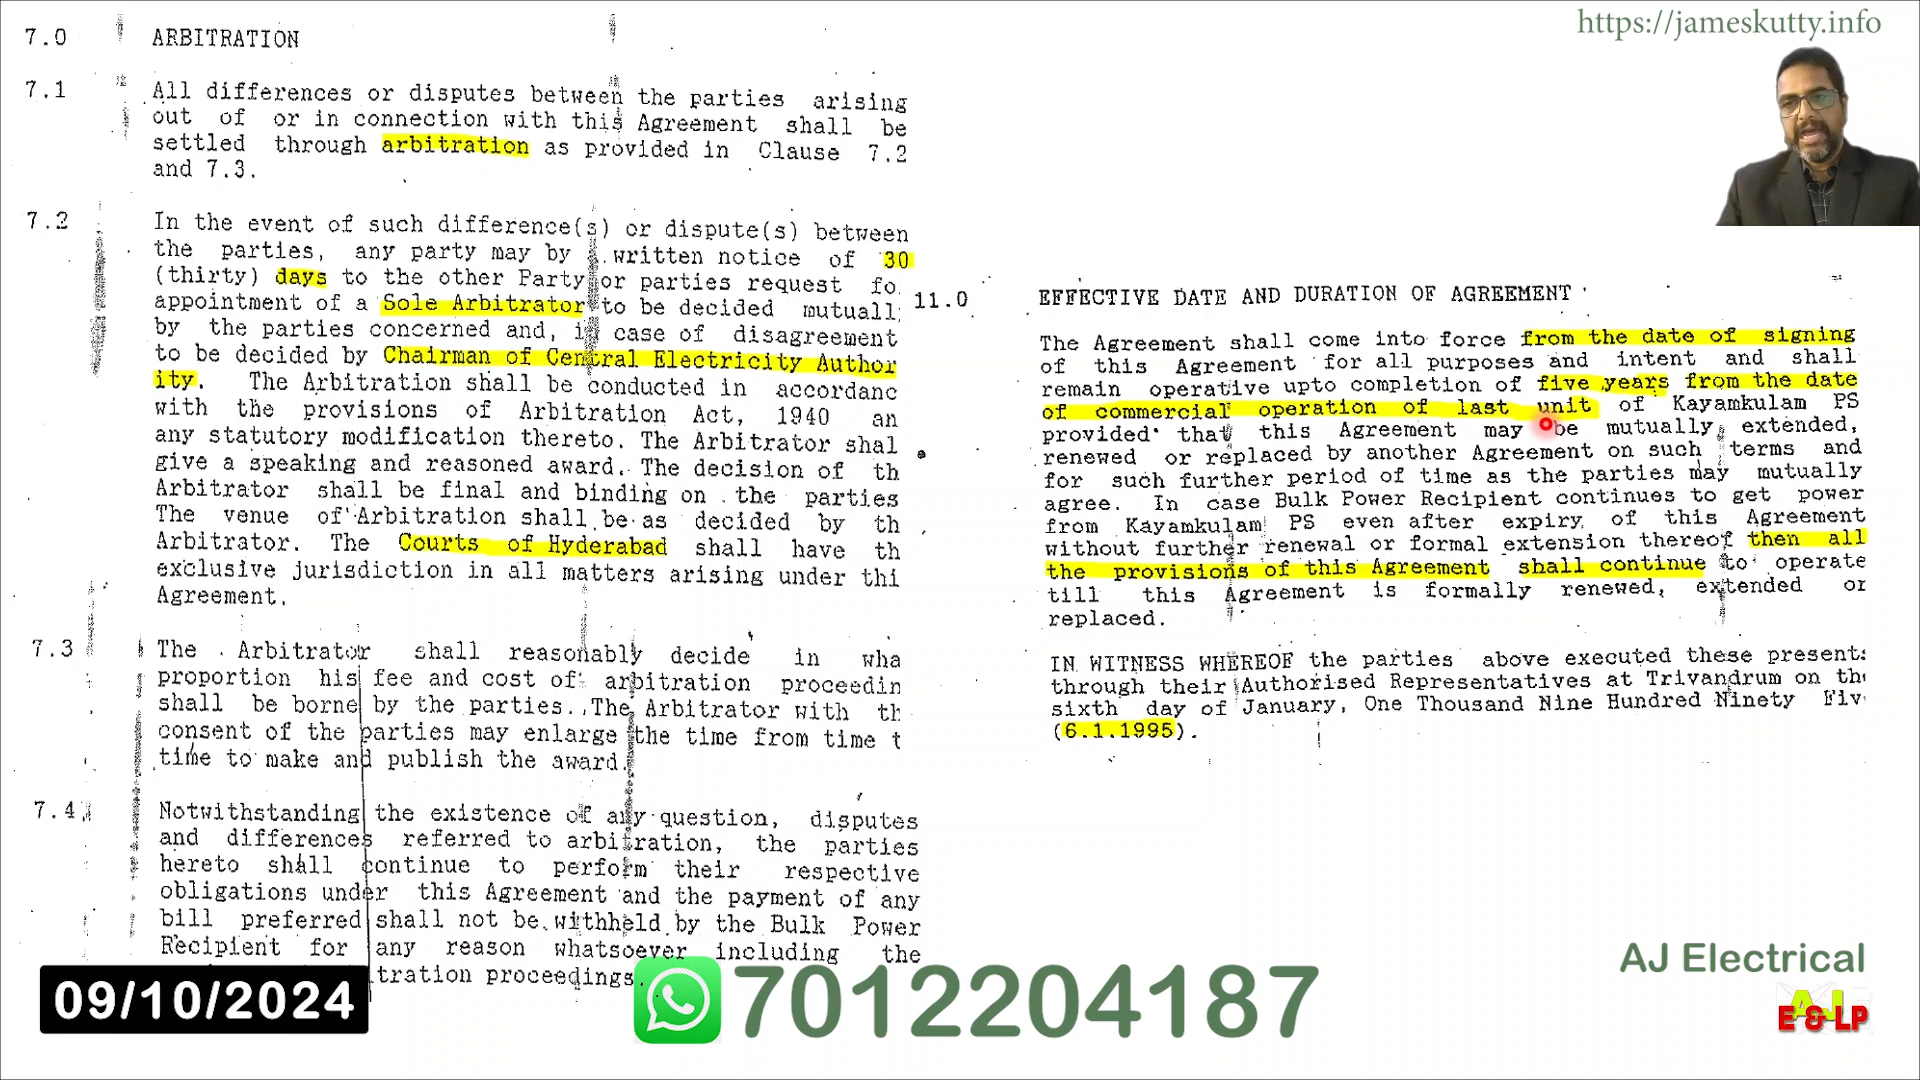 https://jameskutty.info
7.0 ARBITRATION
7.1 All differences or disputes between the parties arising
out of or in connection with this Agreement shall be
settled through arbitration as provided in Clause 7.2
and 7.3.
7.2 In the event of such difference(s) or dispute(s) between
the parties, any party may by written notice of 30
(thirty) days to the other Party or parties request fo
appointment of a Sole Arbitrator to be decided mutuall
by the parties concerned and, in case of disagreement
to be decided by Chairman of Central Electricity Author
ity. The Arbitration shall be conducted in accordanc
with the provisions of Arbitration Act, 1940 an
any statutory modification thereto. The Arbitrator shal
give a speaking and reasoned award. The decision of th
Arbitrator shall be final and binding on the parties
The venue of Arbitration shall be as decided by th
Arbitrator. The Courts of Hyderabad shall have th
exclusive jurisdiction in all matters arising under thi
Agreement.
7.3 The Arbitrator shall reasonably decide in wha
proportion his fee and cost of arbitration proceedin
shall be borne by the parties. The Arbitrator with th
consent of the parties may enlarge the time from time t
time to make and publish the award.
7.4 Notwithstanding the existence of any question, disputes
and differences referred to arbitration, the parties
hereto shall continue to perform their respective
obligations under this Agreement and the payment of any
bill preferred shall not be withheld by the Bulk Power
Recipient for any reason whatsoever including the
tration proceedings.
11.0 EFFECTIVE DATE AND DURATION OF AGREEMENT
The Agreement shall come into force from the date of signing
of this Agreement for all purposes and intent and shall
remain operative upto completion of five years from the date
of commercial operation of last unit of Kayamkulam PS
provided that this Agreement may be mutually extended,
renewed or replaced by another Agreement on such terms and
for such further period of time as the parties may mutually
agree. In case Bulk Power Recipient continues to get power
from Kayamkulam PS even after expiry of this Agreement
without further renewal or formal extension thereof then all
the provisions of this Agreement shall continue to operate
till this Agreement is formally renewed, extended or
replaced.
IN WITNESS WHEREOF the parties above executed these present
through their Authorised Representatives at Trivandrum on th
sixth day of January, One Thousand Nine Hundred Ninety Fiv
(6.1.1995).
09/10/2024
7012204187
AJ Electrical
AJ
E & LP